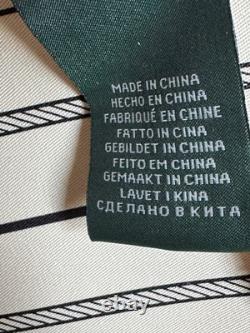 MADE IN CHINA
HECHO EN CHINA
FABRIQUÉ EN CHINE
FATTO IN CINA
GEBILDET IN CHINA
FEITO EM CHINA
GEMAAKT IN CHINA
LAVET I KINA
СДЕЛАНО В КИТА
ebay